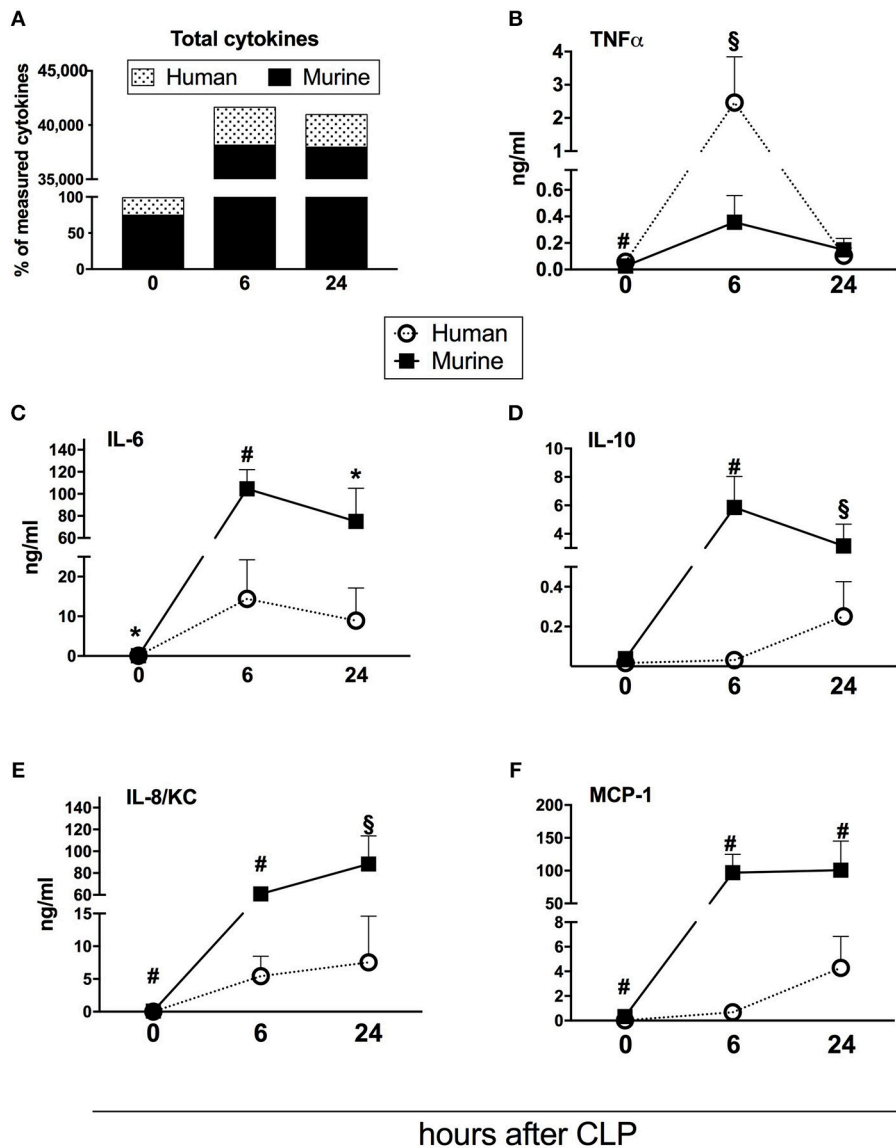 A
Total cytokines
Human Murine
% of measured cytokines
45,000
40,000
35,000
100
50
0
0 6 24
B
TNFα
ng/ml
4
3
2
1
0.6
0.4
0.2
0.0
#
§
0 6 24
Human
Murine
C
IL-6
ng/ml
140
120
100
80
60
20
10
0
*
#
*
0 6 24
D
IL-10
10
8
6
4
0.4
0.2
#
§
0 6 24
E
IL-8/KC
ng/ml
140
120
100
80
60
15
10
5
0
#
#
§
0 6 24
F
MCP-1
200
150
100
50
8
6
4
2
0
#
#
#
0 6 24
hours after CLP